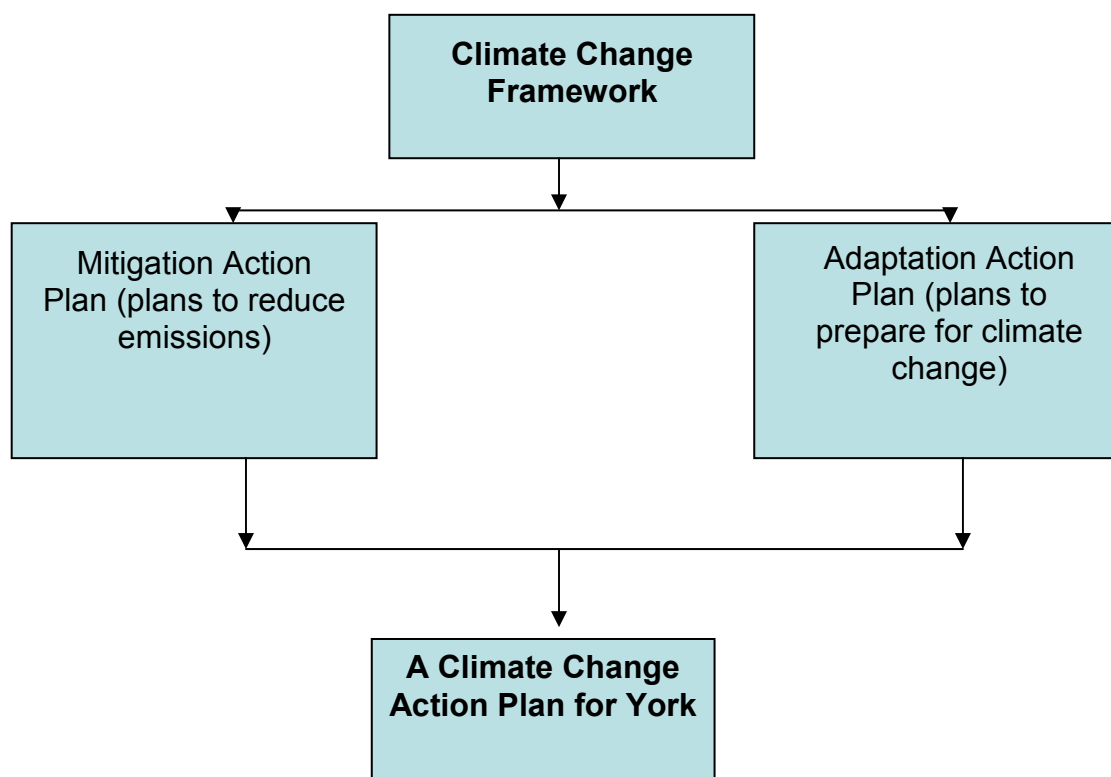 Climate Change
Framework
Mitigation Action
Plan (plans to reduce
emissions)
Adaptation Action
Plan (plans to
prepare for climate
change)
A Climate Change
Action Plan for York